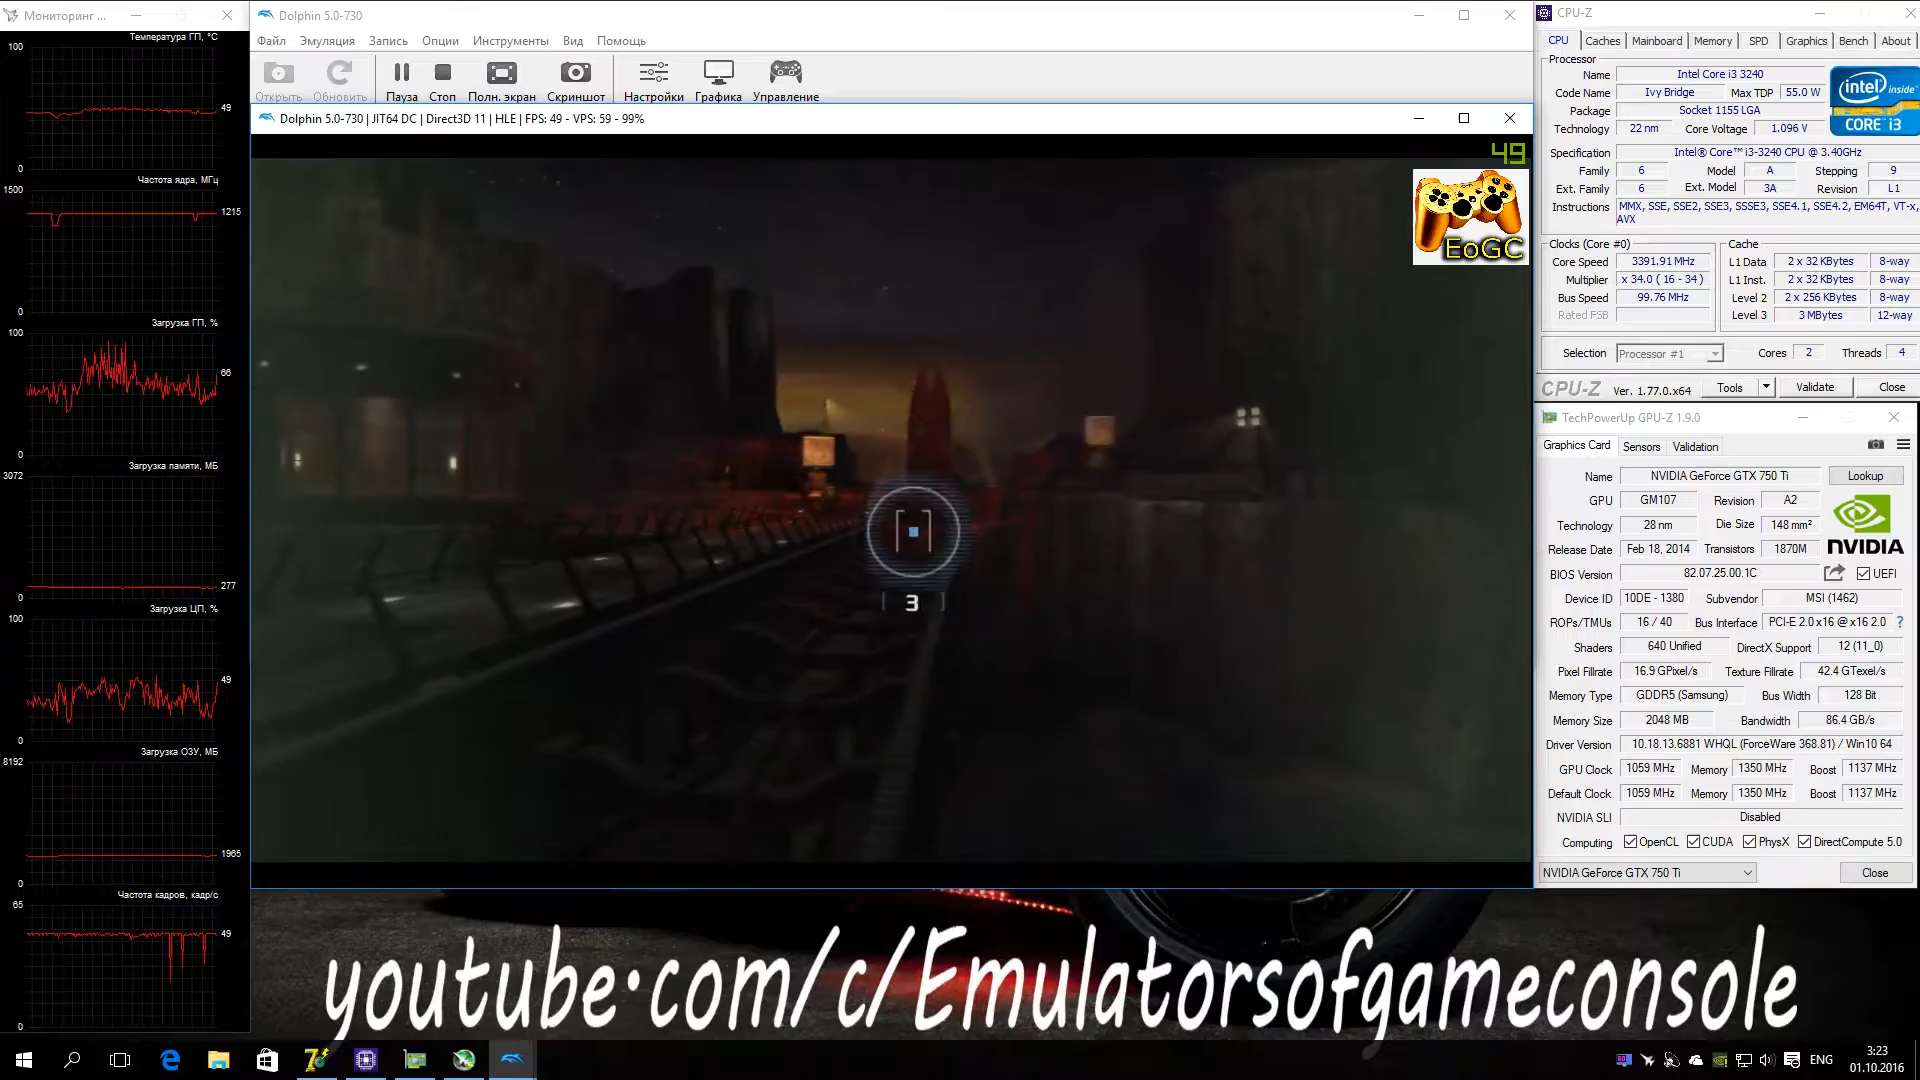 Мониторинг ...
Температура ГП, °C
100
49
0
Частота ядра, МГц
1500
1215
0
Загрузка ГП, %
100
66
0
Загрузка памяти, МБ
3072
277
0
Загрузка ЦП, %
100
49
0
Загрузка ОЗУ, МБ
8192
1965
0
Частота кадров, кадр/с
65
49
0
Dolphin 5.0-730
Файл Эмуляция Запись Опции Инструменты Вид Помощь
Открыть Обновить Пауза Стоп Полн. экран Скриншот Настройки Графика Управление
Dolphin 5.0-730 | JIT64 DC | Direct3D 11 | HLE | FPS: 49 - VPS: 59 - 99%
49
EoGC
3
CPU-Z
CPU Caches Mainboard Memory SPD Graphics Bench About
Processor
Name Intel Core i3 3240
Code Name Ivy Bridge Max TDP 55.0 W
Package Socket 1155 LGA
Technology 22 nm Core Voltage 1.096 V
intel inside
CORE i3
Specification Intel® Core™ i3-3240 CPU @ 3.40GHz
Family 6 Model A Stepping 9
Ext. Family 6 Ext. Model 3A Revision L1
Instructions MMX, SSE, SSE2, SSE3, SSSE3, SSE4.1, SSE4.2, EM64T, VT-x,
AVX
Clocks (Core #0) Cache
Core Speed 3391.91 MHz L1 Data 2 x 32 KBytes 8-way
Multiplier x 34.0 ( 16 - 34 ) L1 Inst. 2 x 32 KBytes 8-way
Bus Speed 99.76 MHz Level 2 2 x 256 KBytes 8-way
Rated FSB Level 3 3 MBytes 12-way
Selection Processor #1 Cores 2 Threads 4
CPU-Z Ver. 1.77.0.x64 Tools Validate Close
TechPowerUp GPU-Z 1.9.0
Graphics Card Sensors Validation
Name NVIDIA GeForce GTX 750 Ti Lookup
GPU GM107 Revision A2
Technology 28 nm Die Size 148 mm²
Release Date Feb 18, 2014 Transistors 1870M
NVIDIA
BIOS Version 82.07.25.00.1C UEFI
Device ID 10DE - 1380 Subvendor MSI (1462)
ROPs/TMUs 16 / 40 Bus Interface PCI-E 2.0 x16 @ x16 2.0 ?
Shaders 640 Unified DirectX Support 12 (11_0)
Pixel Fillrate 16.9 GPixel/s Texture Fillrate 42.4 GTexel/s
Memory Type GDDR5 (Samsung) Bus Width 128 Bit
Memory Size 2048 MB Bandwidth 86.4 GB/s
Driver Version 10.18.13.6881 WHQL (ForceWare 368.81) / Win10 64
GPU Clock 1059 MHz Memory 1350 MHz Boost 1137 MHz
Default Clock 1059 MHz Memory 1350 MHz Boost 1137 MHz
NVIDIA SLI Disabled
Computing OpenCL CUDA PhysX DirectCompute 5.0
NVIDIA GeForce GTX 750 Ti Close
youtube.com/c/Emulatorsofgameconsole
ENG
3:23
01.10.2016